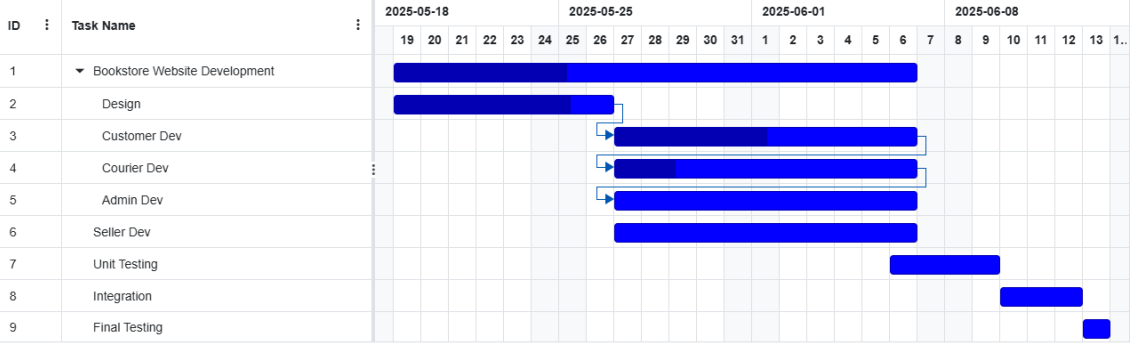 2025-05-18 2025-05-25 2025-06-01 2025-06-08
ID Task Name
19 20 21 22 23 24 25 26 27 28 29 30 31 1 2 3 4 5 6 7 8 9 10 11 12 13 1..
1 Bookstore Website Development
2 Design
3 Customer Dev
4 Courier Dev
5 Admin Dev
6 Seller Dev
7 Unit Testing
8 Integration
9 Final Testing